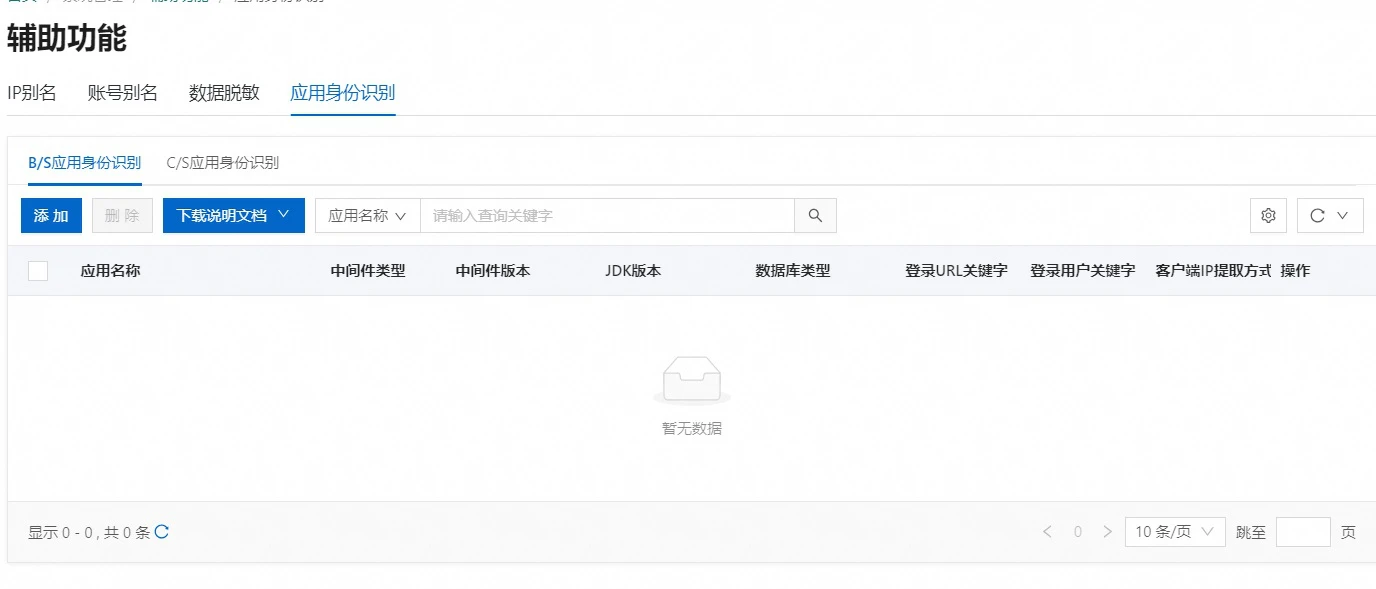 辅助功能
IP别名 账号别名 数据脱敏 应用身份识别
B/S应用身份识别 C/S应用身份识别
添加 删除 下载说明文档 应用名称 请输入查询关键字
应用名称 中间件类型 中间件版本 JDK版本 数据库类型 登录URL关键字 登录用户关键字 客户端IP提取方式 操作
暂无数据
显示 0 - 0 , 共 0 条 0 10 条/页 跳至 页